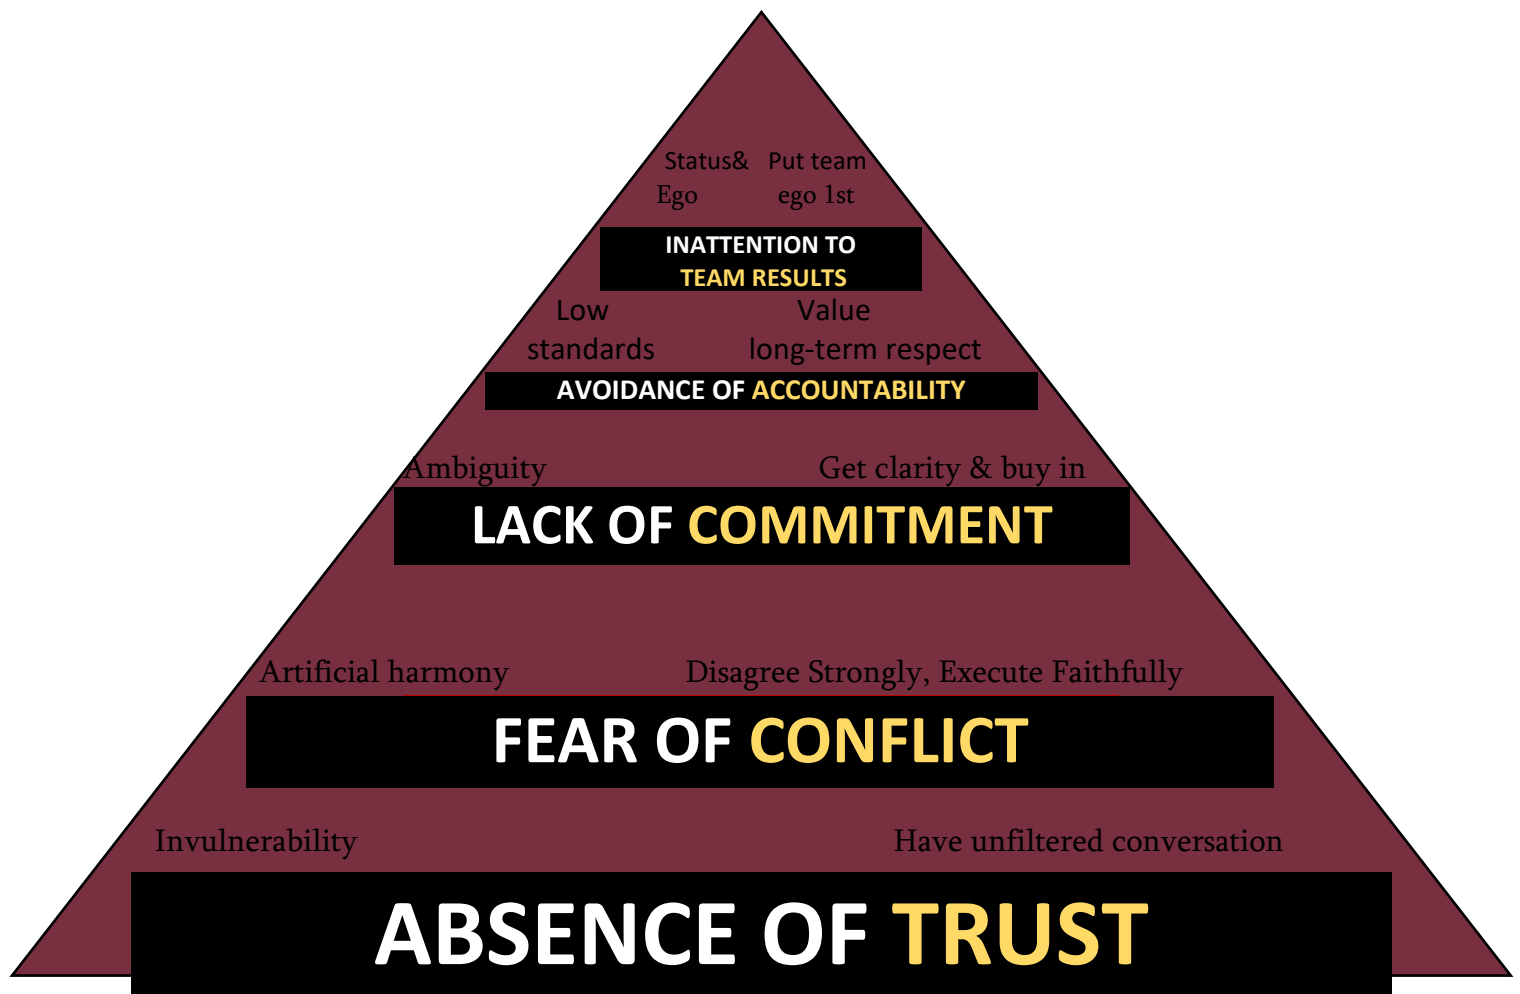 Status& Put team
Ego ego 1st
INATTENTION TO
TEAM RESULTS
Low Value
standards long-term respect
AVOIDANCE OF ACCOUNTABILITY
Ambiguity Get clarity & buy in
LACK OF COMMITMENT
Artificial harmony Disagree Strongly, Execute Faithfully
FEAR OF CONFLICT
Invulnerability Have unfiltered conversation
ABSENCE OF TRUST